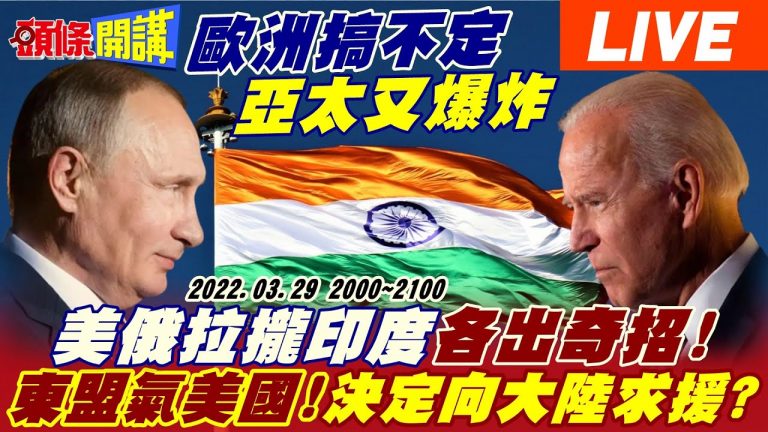 頭條開講
歐洲搞不定
LIVE
亞太又爆炸
2022.03.29 2000~2100
美俄拉攏印度各出奇招!
東盟氣美國!決定向大陸求援?